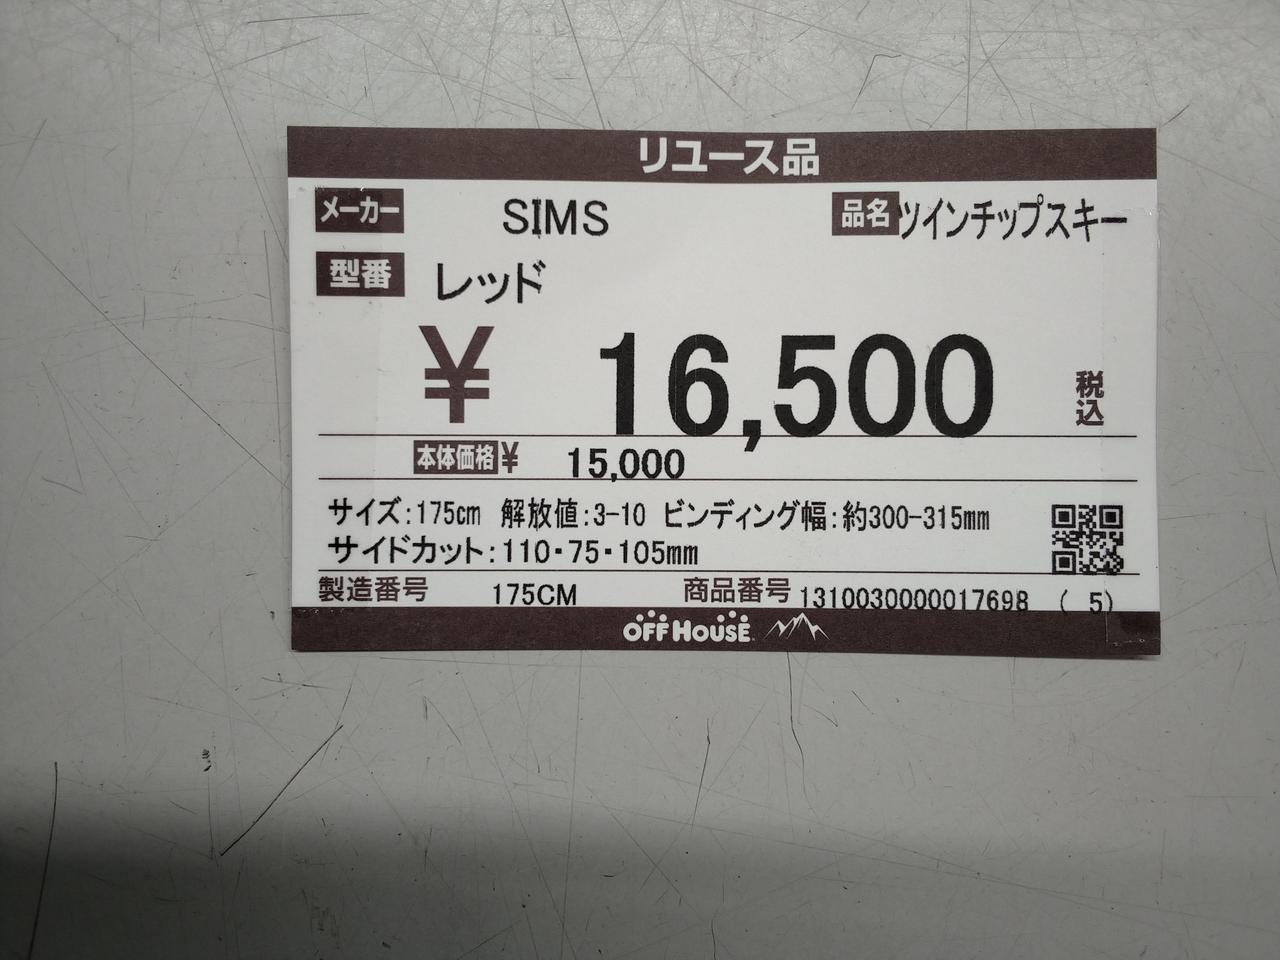 リユース品
メーカー SIMS 品名 ツインチップスキー
型番 レッド
¥ 16,500 税込
本体価格 ¥ 15,000
サイズ:175cm 解放値:3-10 ビンディング幅:約300-315mm
サイドカット:110・75・105mm
製造番号 175CM 商品番号 1310030000017698 ( 5)
OFF HOUSE